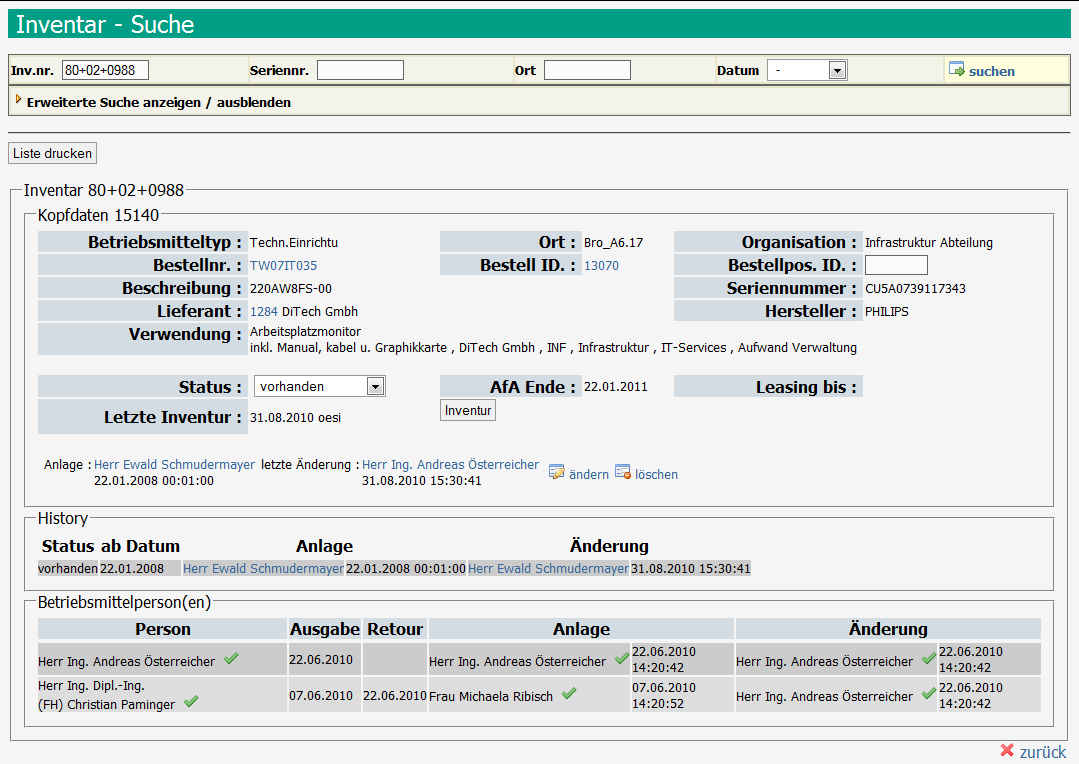 Inventar - Suche
Inv.nr. 80+02+0988 Seriennr. Ort Datum - suchen
Erweiterte Suche anzeigen / ausblenden
Liste drucken
Inventar 80+02+0988
Kopfdaten 15140
Betriebsmitteltyp : Techn.Einrichtu Ort : Bro_A6.17 Organisation : Infrastruktur Abteilung
Bestellnr. : TW07IT035 Bestell ID. : 13070 Bestellpos. ID. :
Beschreibung : 220AW8FS-00 Seriennummer : CU5A0739117343
Lieferant : 1284 DiTech Gmbh Hersteller : PHILIPS
Verwendung : Arbeitsplatzmonitor
inkl. Manual, kabel u. Graphikkarte , DiTech Gmbh , INF , Infrastruktur , IT-Services , Aufwand Verwaltung
Status : vorhanden AfA Ende : 22.01.2011 Leasing bis :
Letzte Inventur : 31.08.2010 oesi Inventur
Anlage : Herr Ewald Schmudermayer letzte Änderung : Herr Ing. Andreas Österreicher ändern löschen
22.01.2008 00:01:00 31.08.2010 15:30:41
History
Status ab Datum Anlage Änderung
vorhanden 22.01.2008 Herr Ewald Schmudermayer 22.01.2008 00:01:00 Herr Ewald Schmudermayer 31.08.2010 15:30:41
Betriebsmittelperson(en)
Person Ausgabe Retour Anlage Änderung
Herr Ing. Andreas Österreicher 22.06.2010 Herr Ing. Andreas Österreicher 22.06.2010 Herr Ing. Andreas Österreicher 22.06.2010
14:20:42 14:20:42
Herr Ing. Dipl.-Ing. 07.06.2010 22.06.2010 Frau Michaela Ribisch 07.06.2010 Herr Ing. Andreas Österreicher 22.06.2010
(FH) Christian Paminger 14:20:52 14:20:42
zurück